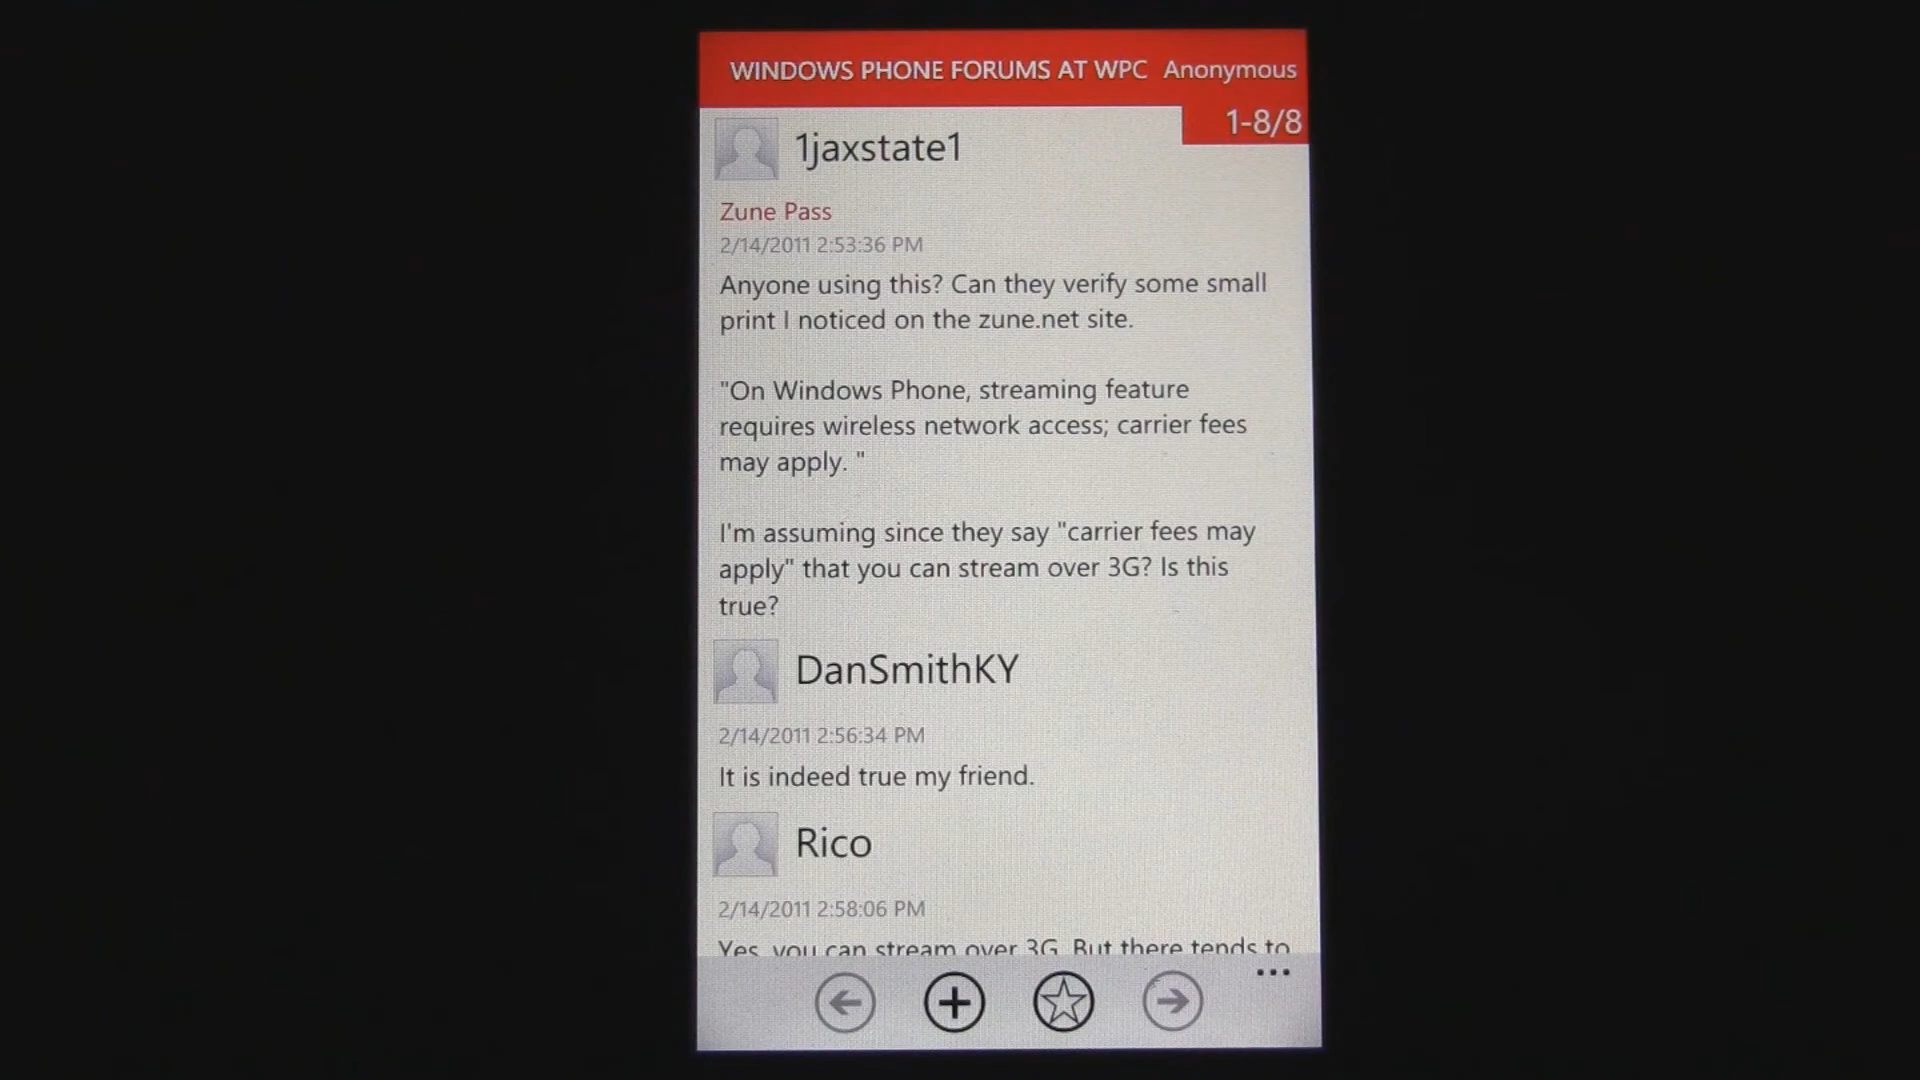 WINDOWS PHONE FORUMS AT WPC Anonymous
1-8/8
1jaxstate1
Zune Pass
2/14/2011 2:53:36 PM
Anyone using this? Can they verify some small
print I noticed on the zune.net site.
"On Windows Phone, streaming feature
requires wireless network access; carrier fees
may apply. "
I'm assuming since they say "carrier fees may
apply" that you can stream over 3G? Is this
true?
DanSmithKY
2/14/2011 2:56:34 PM
It is indeed true my friend.
Rico
2/14/2011 2:58:06 PM
Yes, you can stream over 3G. But there tends to